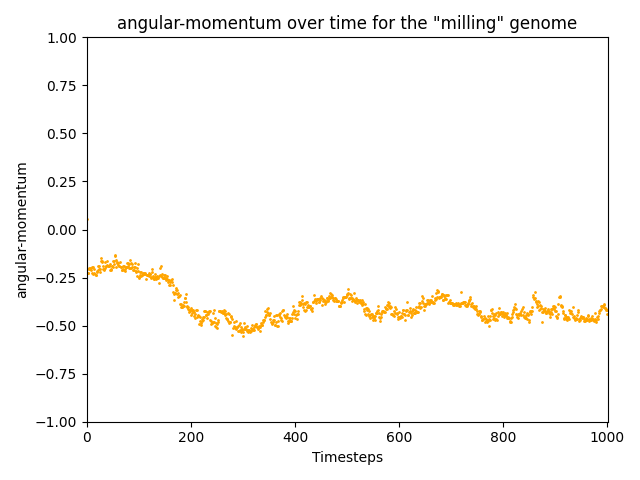 angular-momentum over time for the "milling" genome
1.00
0.75
0.50
0.25
0.00
−0.25
−0.50
−0.75
−1.00
angular-momentum
0 200 400 600 800 1000
Timesteps